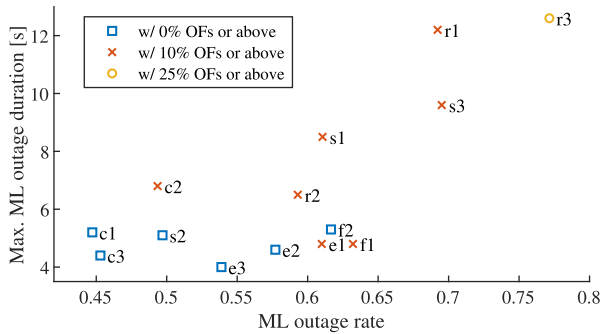 Max. ML outage duration [s]
12
10
8
6
4
w/ 0% OFs or above
w/ 10% OFs or above
w/ 25% OFs or above
r1
r3
s3
s1
c2
r2
c1
s2
f2
c3
e3
e2
e1
f1
0.45
0.5
0.55
0.6
0.65
0.7
0.75
0.8
ML outage rate